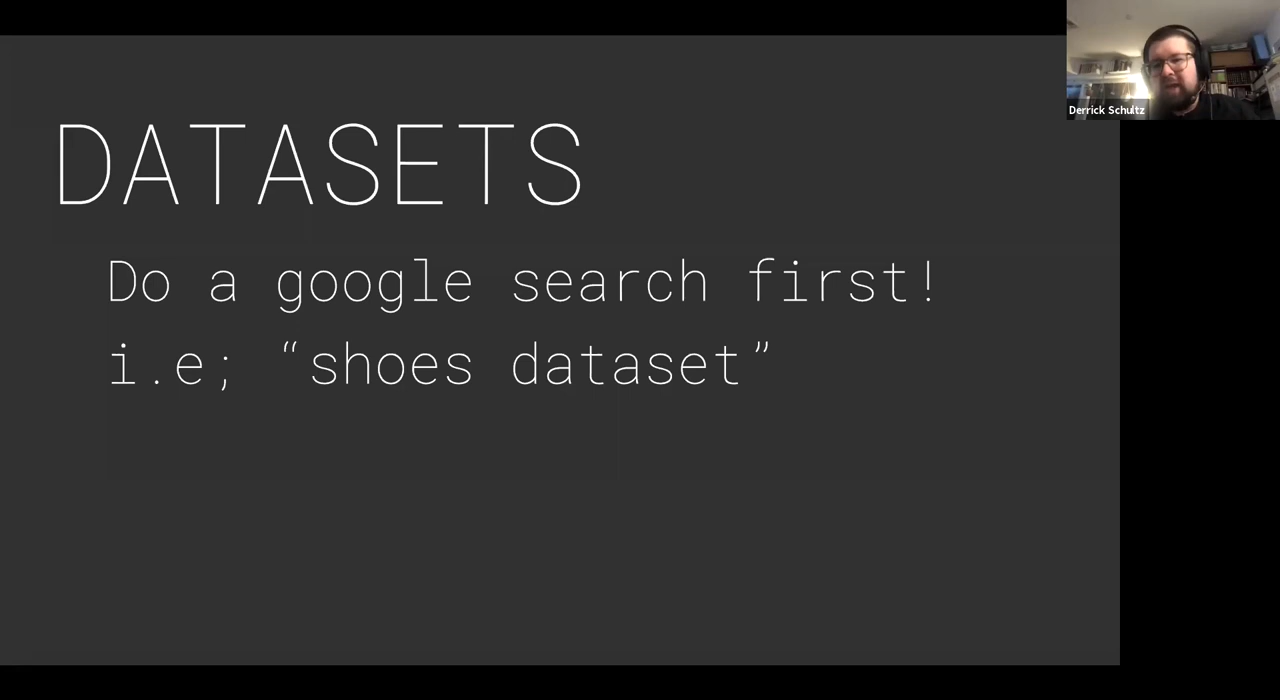 DATASETS
Do a google search first!
i.e; “shoes dataset”
Derrick Schultz